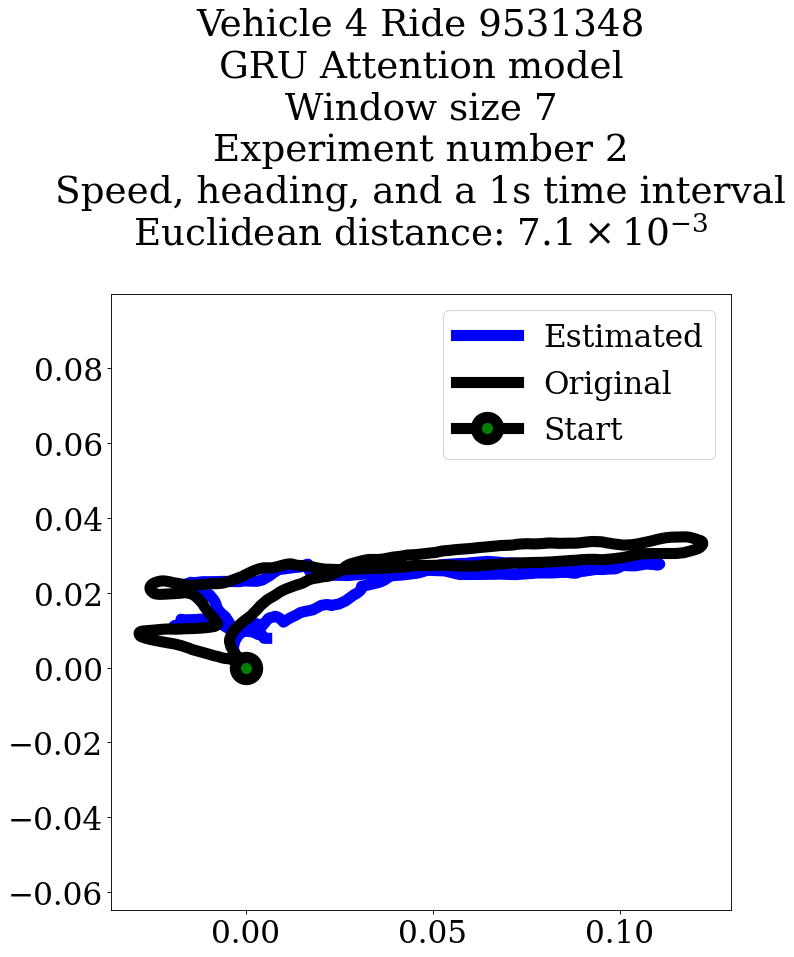 Vehicle 4 Ride 9531348
GRU Attention model
Window size 7
Experiment number 2
Speed, heading, and a 1s time interval
Euclidean distance: 7.1 × 10⁻³
Estimated
Original
Start
0.08
0.06
0.04
0.02
0.00
−0.02
−0.04
−0.06
0.00 0.05 0.10